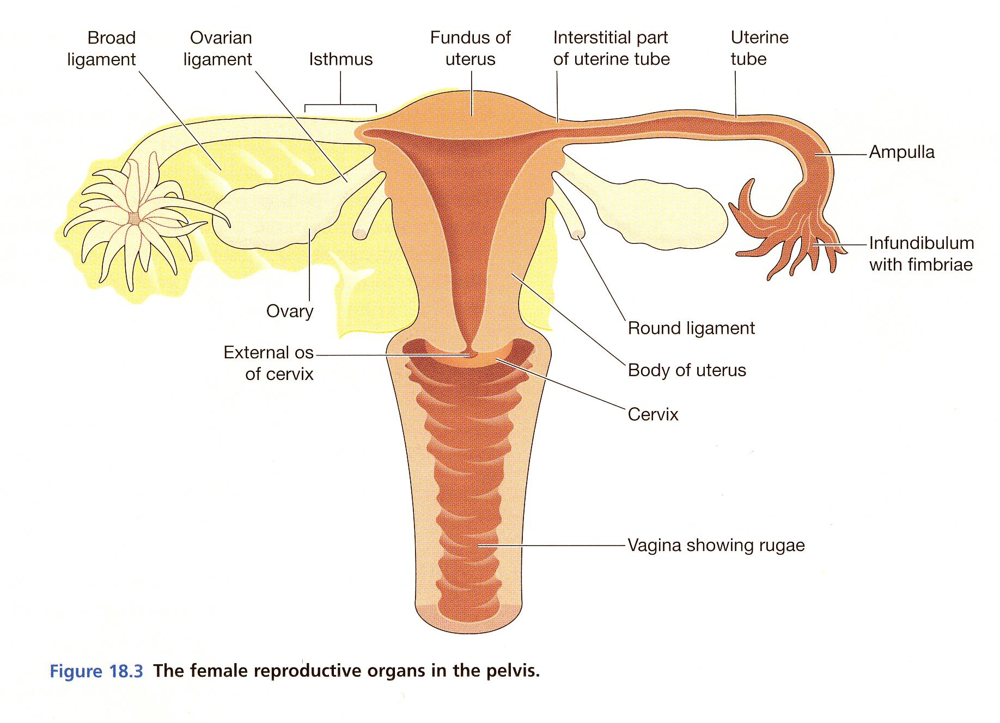 Broad
ligament
Ovarian
ligament
Isthmus
Fundus of
uterus
Interstitial part
of uterine tube
Uterine
tube
Ampulla
Infundibulum
with fimbriae
Ovary
Round ligament
External os
of cervix
Body of uterus
Cervix
Vagina showing rugae
Figure 18.3 The female reproductive organs in the pelvis.